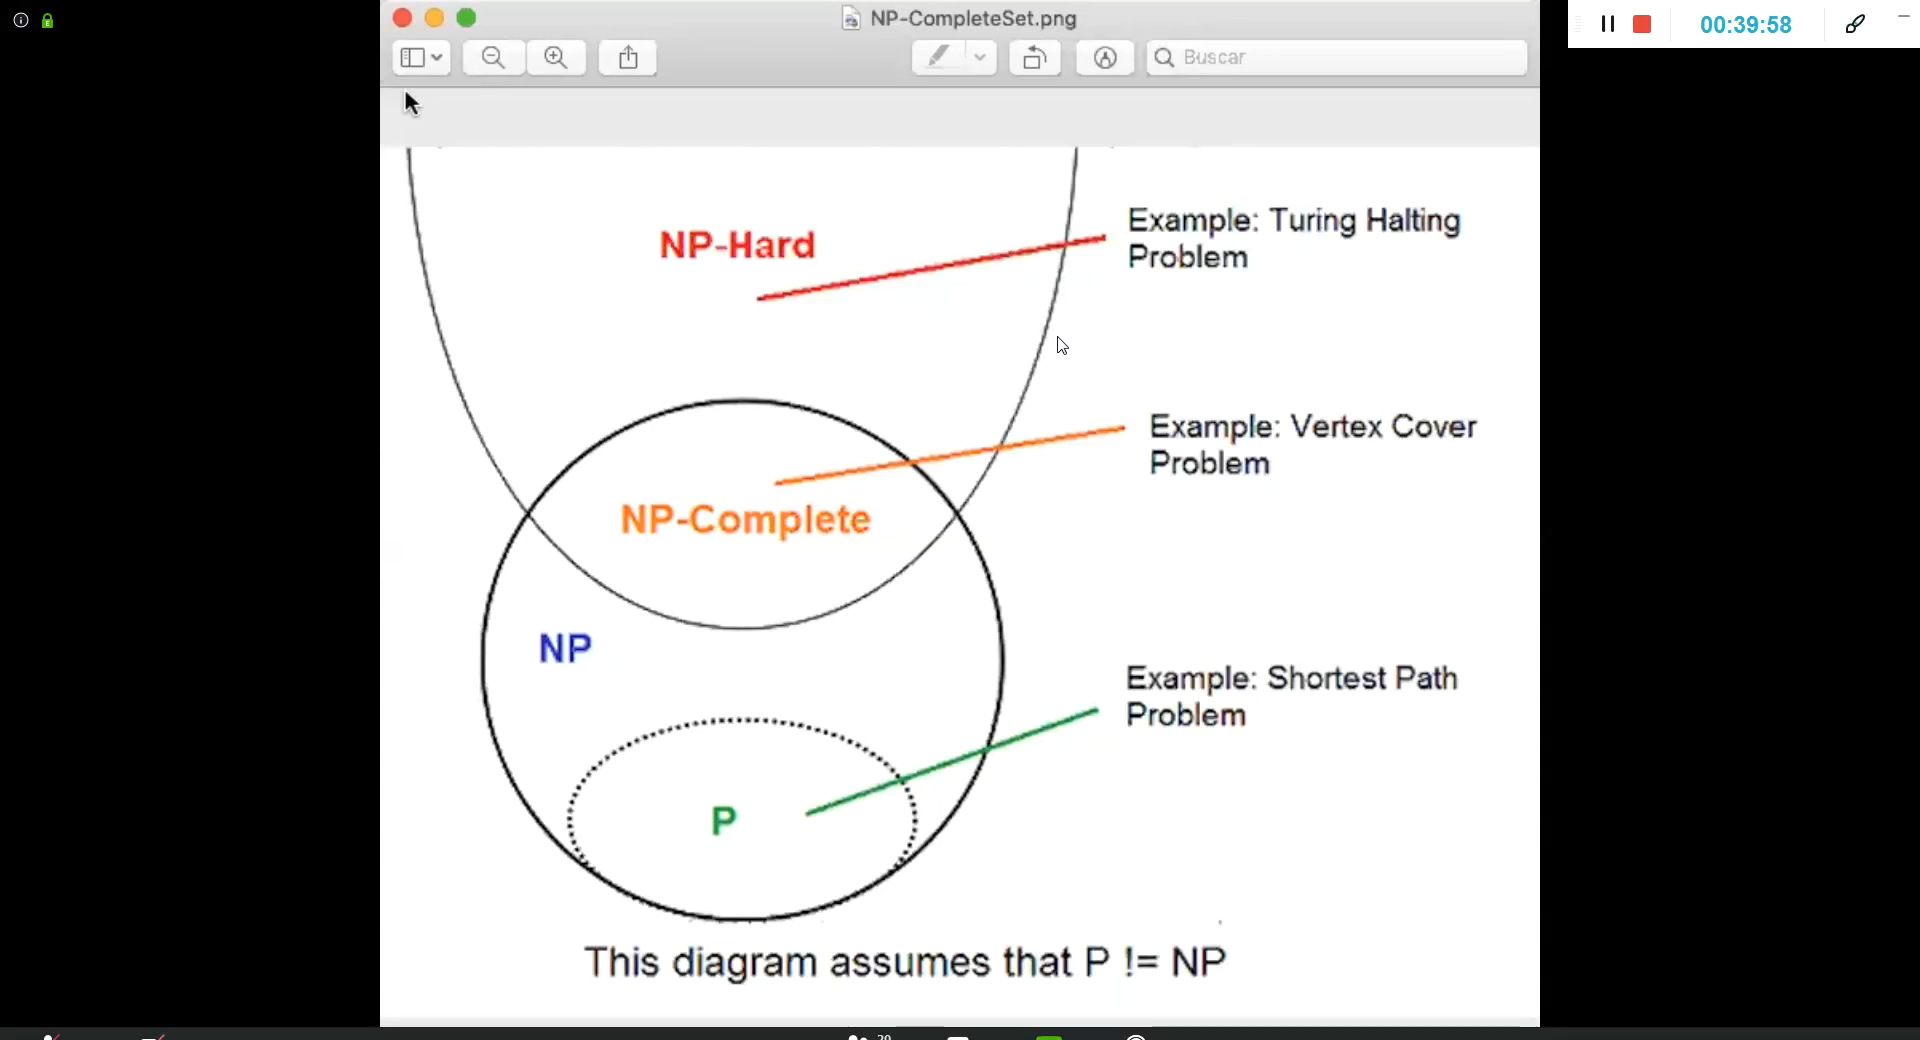 NP-CompleteSet.png
00:39:58
Buscar
NP-Hard
Example: Turing Halting
Problem
Example: Vertex Cover
Problem
NP-Complete
NP
Example: Shortest Path
Problem
P
This diagram assumes that P != NP